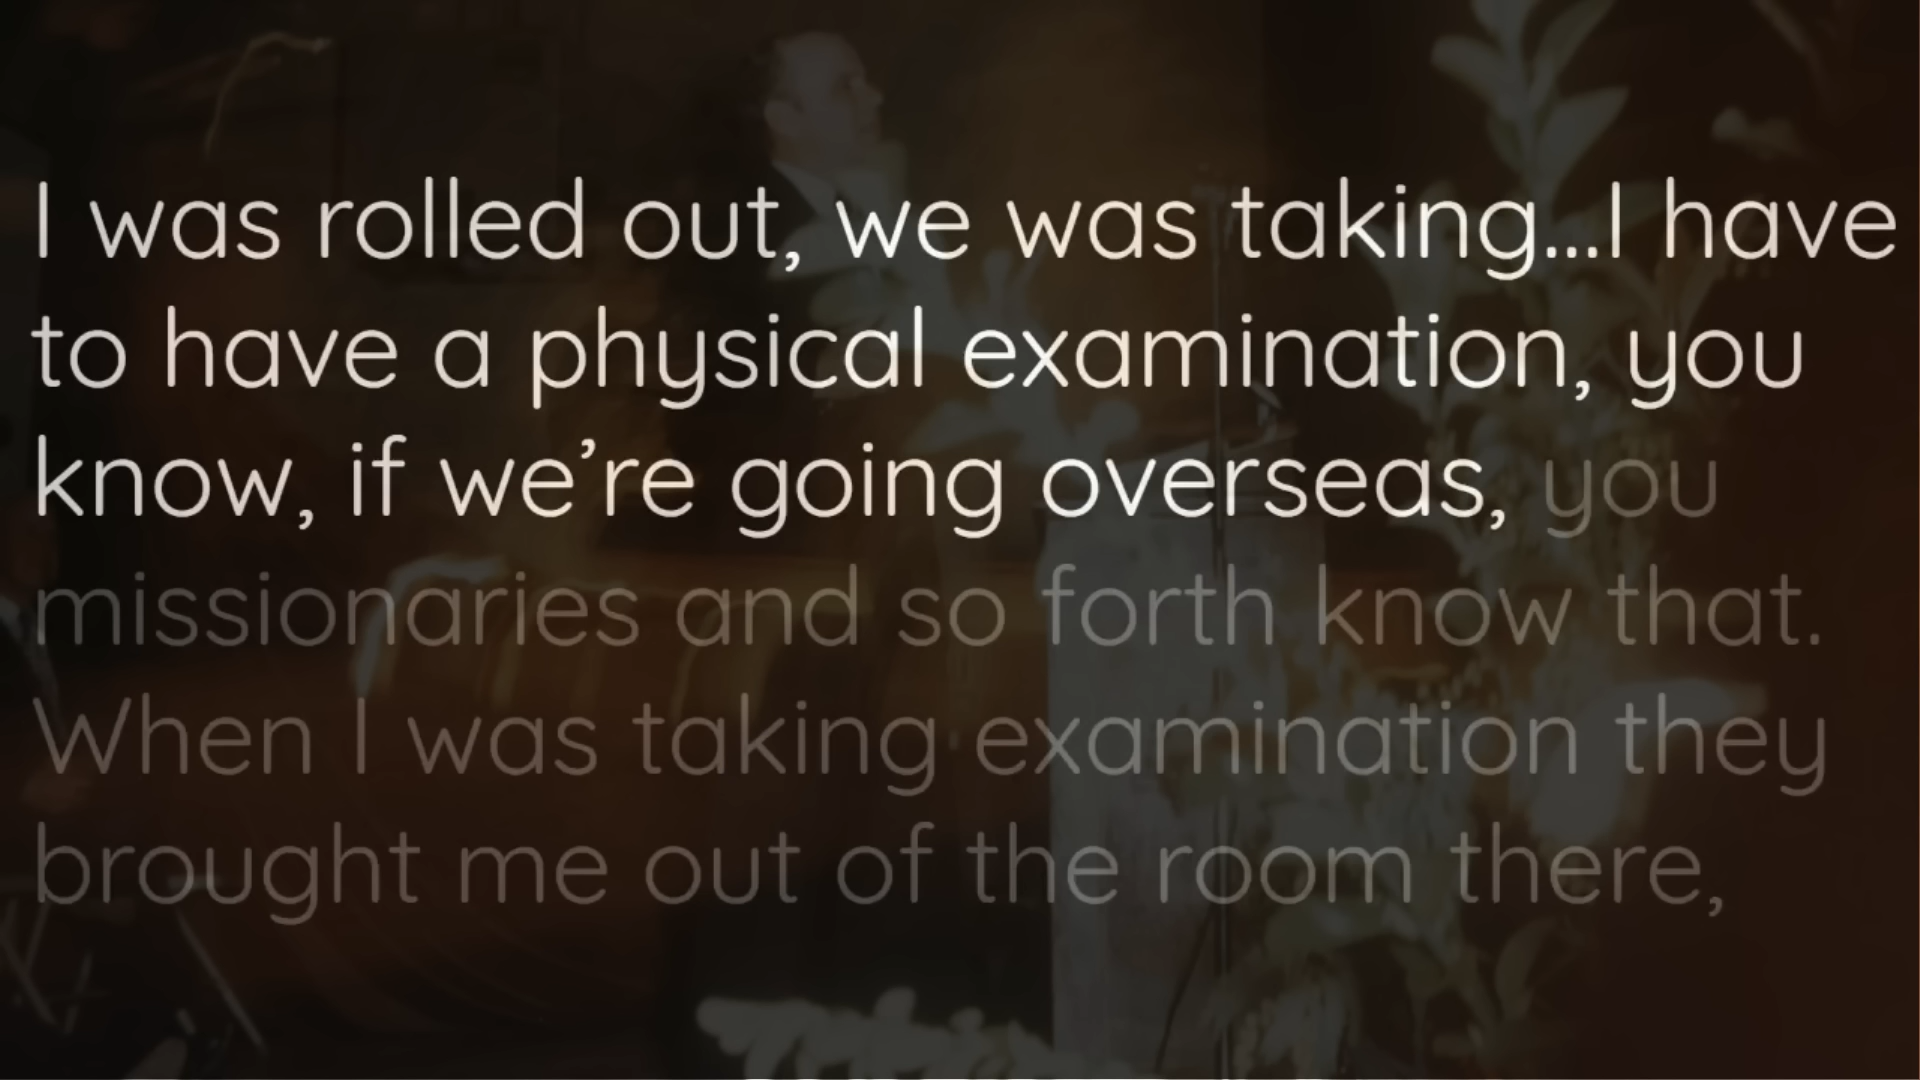 I was rolled out, we was taking...I have
to have a physical examination, you
know, if we’re going overseas, you
missionaries and so forth know that.
When I was taking examination they
brought me out of the room there,